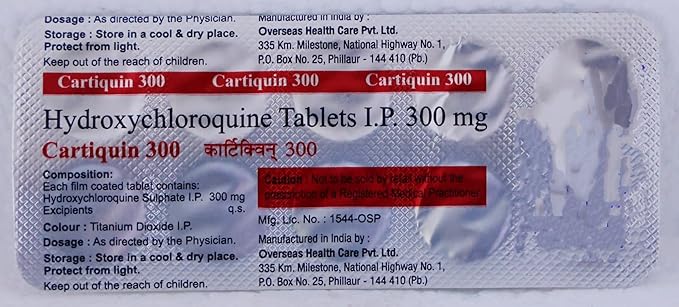 Dosage : As directed by the Physician.
Storage : Store in a cool & dry place.
Protect from light.
Keep out of the reach of children.
Manufactured in India by :
Overseas Health Care Pvt. Ltd.
335 Km. Milestone, National Highway No. 1,
P.O. Box No. 25, Phillaur - 144 410 (Pb.)
Cartiquin 300 Cartiquin 300 Cartiquin 300
Hydroxychloroquine Tablets I.P. 300 mg
Cartiquin 300 कार्टिक्विन् 300
Composition:
Each film coated tablet contains:
Hydroxychloroquine Sulphate I.P. 300 mg
Excipients q.s.
Colour : Titanium Dioxide I.P.
Dosage : As directed by the Physician.
Storage : Store in a cool & dry place.
Protect from light.
Keep out of the reach of children.
Caution : Not to be sold by retail without the
prescription of a Registered Medical Practitioner.
Mfg. Lic. No. : 1544-OSP
Manufactured in India by :
Overseas Health Care Pvt. Ltd.
335 Km. Milestone, National Highway No. 1,
P.O. Box No. 25, Phillaur - 144 410 (Pb.)